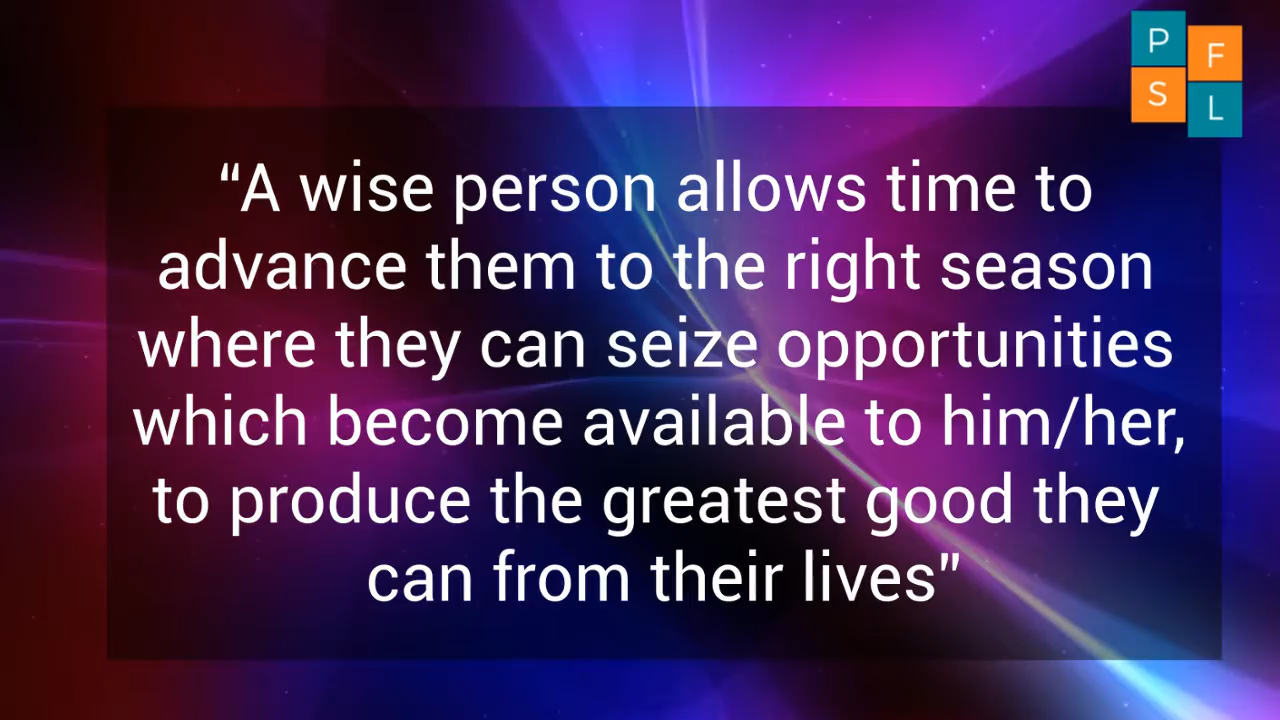 P F
S L
“A wise person allows time to
advance them to the right season
where they can seize opportunities
which become available to him/her,
to produce the greatest good they
can from their lives”